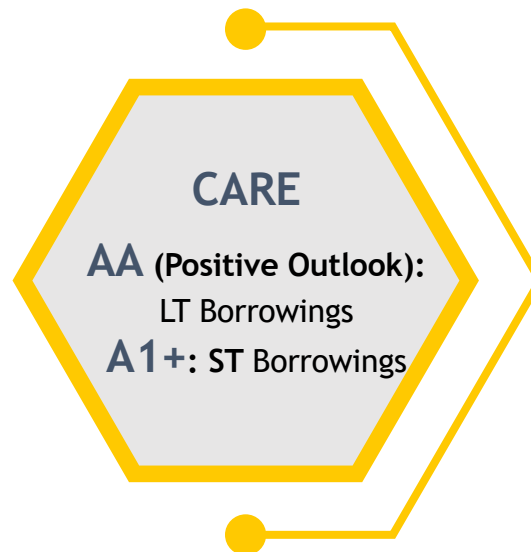 CARE
AA (Positive Outlook):
LT Borrowings
A1+: ST Borrowings